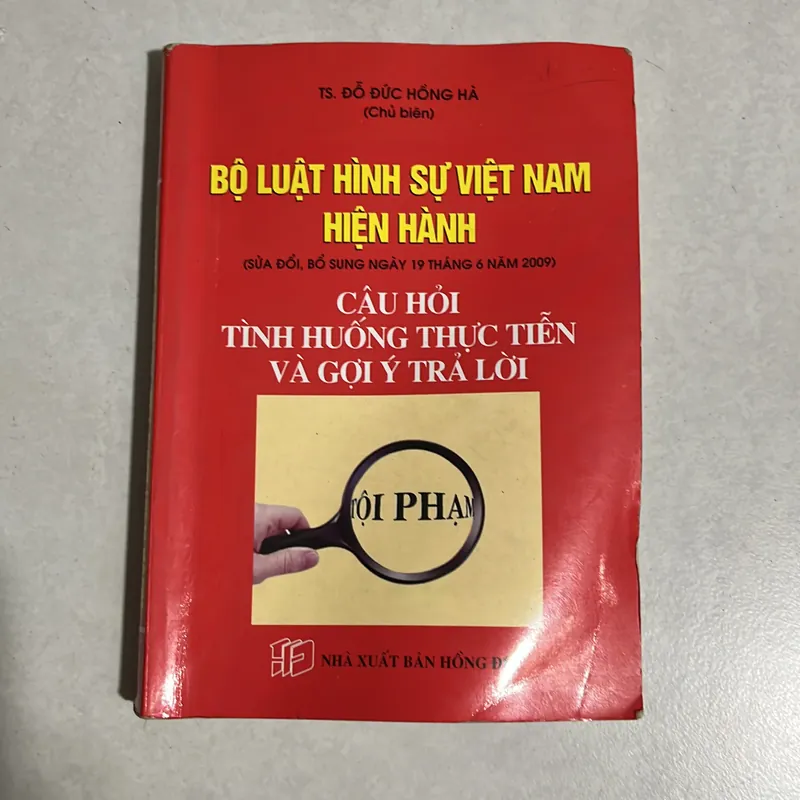 TS. ĐỖ ĐỨC HỒNG HÀ
(Chủ biên)
BỘ LUẬT HÌNH SỰ VIỆT NAM
HIỆN HÀNH
(SỬA ĐỔI, BỔ SUNG NGÀY 19 THÁNG 6 NĂM 2009)
CÂU HỎI
TÌNH HUỐNG THỰC TIỄN
VÀ GỢI Ý TRẢ LỜI
TỘI PHẠM
NHÀ XUẤT BẢN HỒNG